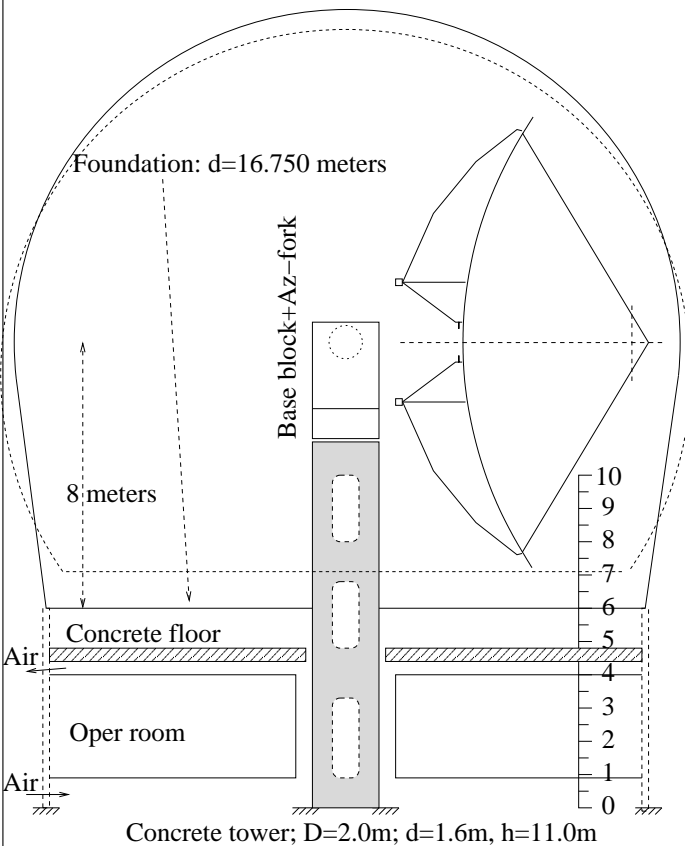 Foundation: d=16.750 meters
Base block+Az−fork
8 meters
10
9
8
7
6
5
4
3
2
1
0
Concrete floor
Air
Oper room
Air
Concrete tower; D=2.0m; d=1.6m, h=11.0m